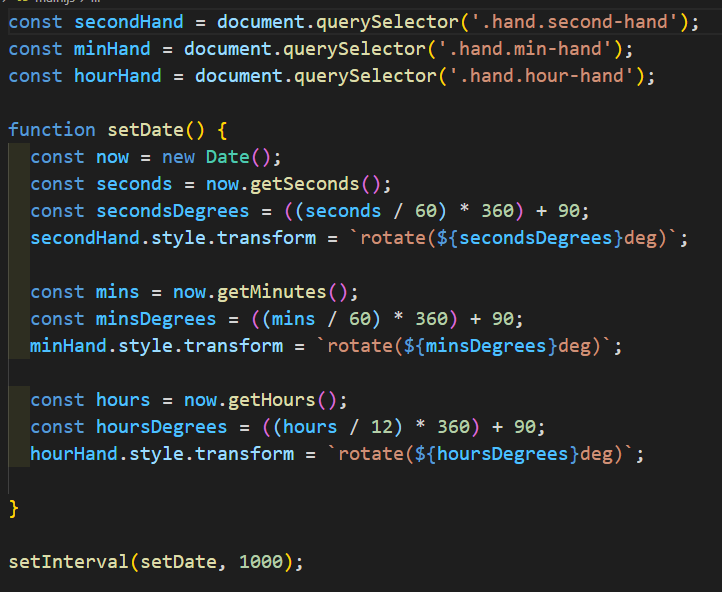 const secondHand = document.querySelector('.hand.second-hand');
const minHand = document.querySelector('.hand.min-hand');
const hourHand = document.querySelector('.hand.hour-hand');

function setDate() {
  const now = new Date();
  const seconds = now.getSeconds();
  const secondsDegrees = ((seconds / 60) * 360) + 90;
  secondHand.style.transform = `rotate(${secondsDegrees}deg)`;

  const mins = now.getMinutes();
  const minsDegrees = ((mins / 60) * 360) + 90;
  minHand.style.transform = `rotate(${minsDegrees}deg)`;

  const hours = now.getHours();
  const hoursDegrees = ((hours / 12) * 360) + 90;
  hourHand.style.transform = `rotate(${hoursDegrees}deg)`;

}

setInterval(setDate, 1000);